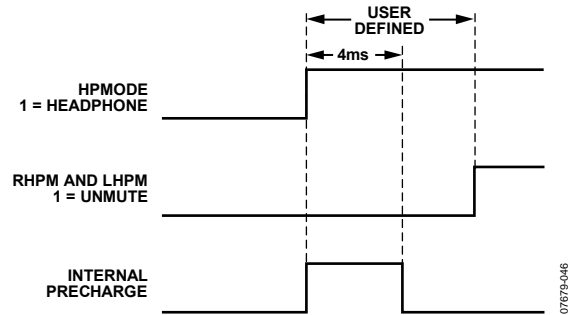 USER
DEFINED
4ms
HPMODE
1 = HEADPHONE
RHPM AND LHPM
1 = UNMUTE
INTERNAL
PRECHARGE
07679-046